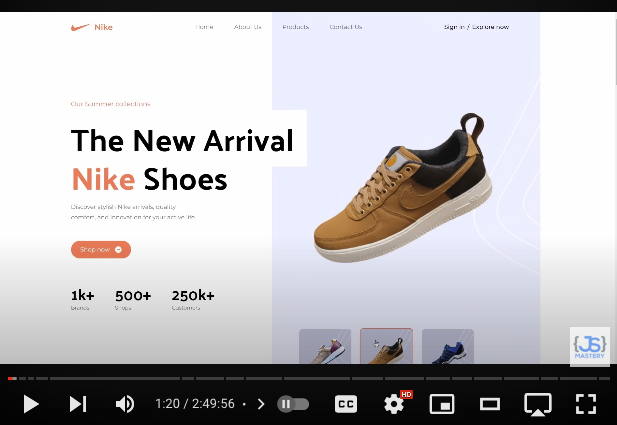 Nike
Home About Us Products Contact Us Sign in / Explore now
Our Summer collections
The New Arrival
Nike Shoes
Discover stylish Nike arrivals, quality
comfort, and innovation for your active life.
Shop now
1k+ 500+ 250k+
Brands Shops Customers
{JS}
MASTERY
1:20 / 2:49:56 •
CC HD